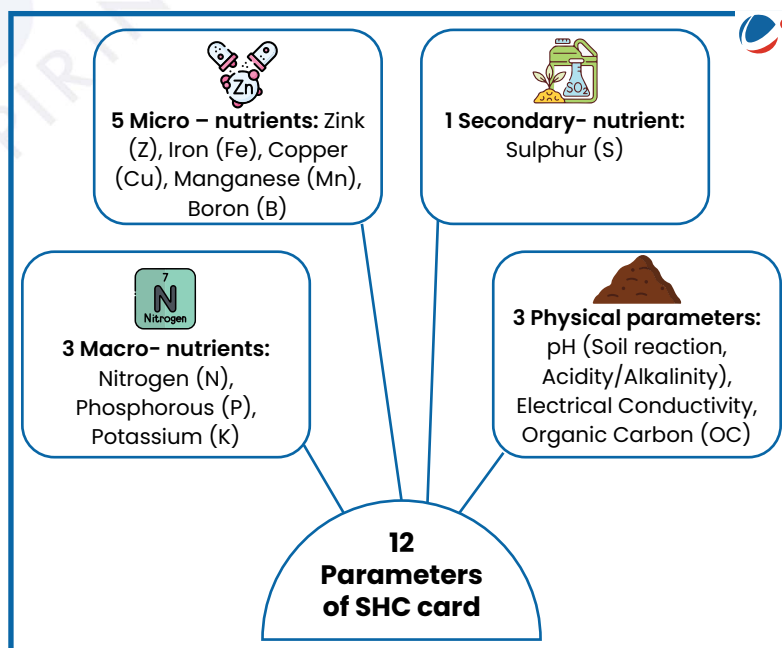 Zn
5 Micro – nutrients: Zink
(Z), Iron (Fe), Copper
(Cu), Manganese (Mn),
Boron (B)
SO₂
1 Secondary- nutrient:
Sulphur (S)
7
N
Nitrogen
3 Macro- nutrients:
Nitrogen (N),
Phosphorous (P),
Potassium (K)
3 Physical parameters:
pH (Soil reaction,
Acidity/Alkalinity),
Electrical Conductivity,
Organic Carbon (OC)
12
Parameters
of SHC card